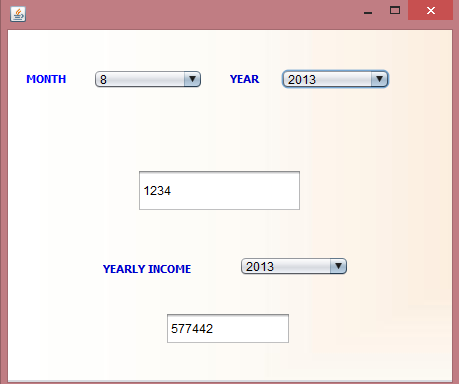 MONTH 8 YEAR 2013
1234
YEARLY INCOME 2013
577442